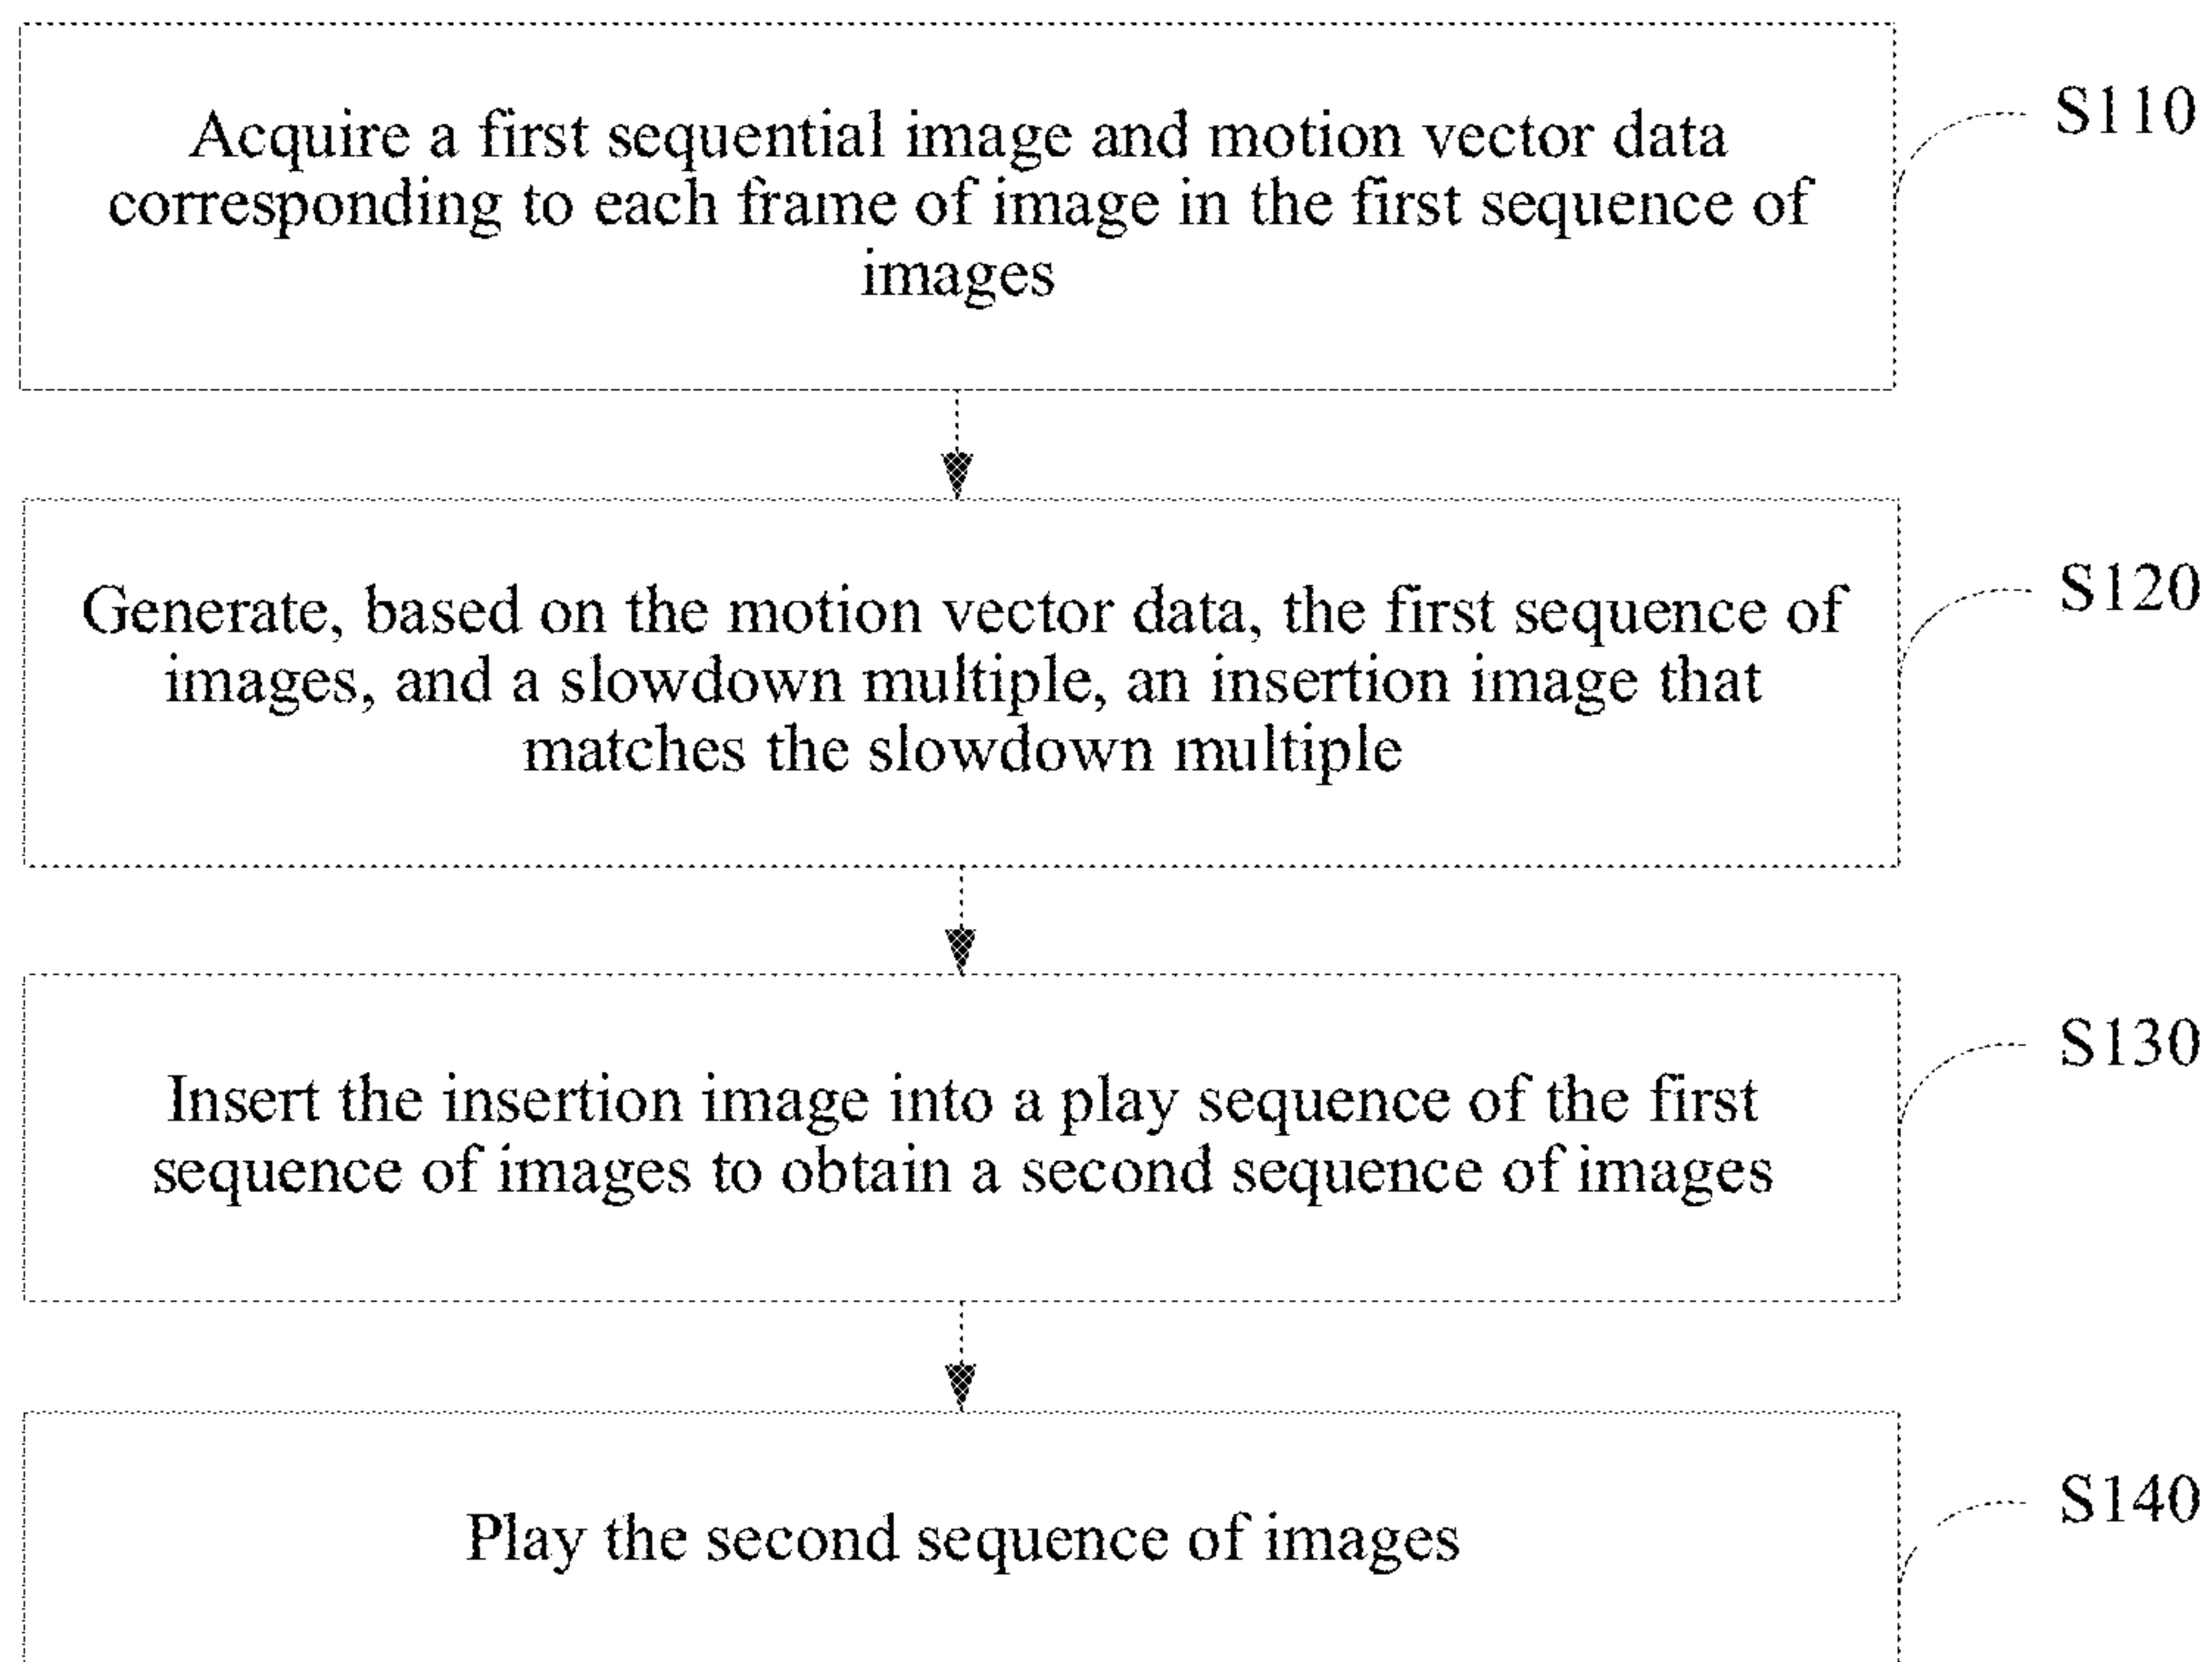 Acquire a first sequential image and motion vector data
corresponding to each frame of image in the first sequence of
images
S110
Generate, based on the motion vector data, the first sequence of
images, and a slowdown multiple, an insertion image that
matches the slowdown multiple
S120
Insert the insertion image into a play sequence of the first
sequence of images to obtain a second sequence of images
S130
Play the second sequence of images
S140